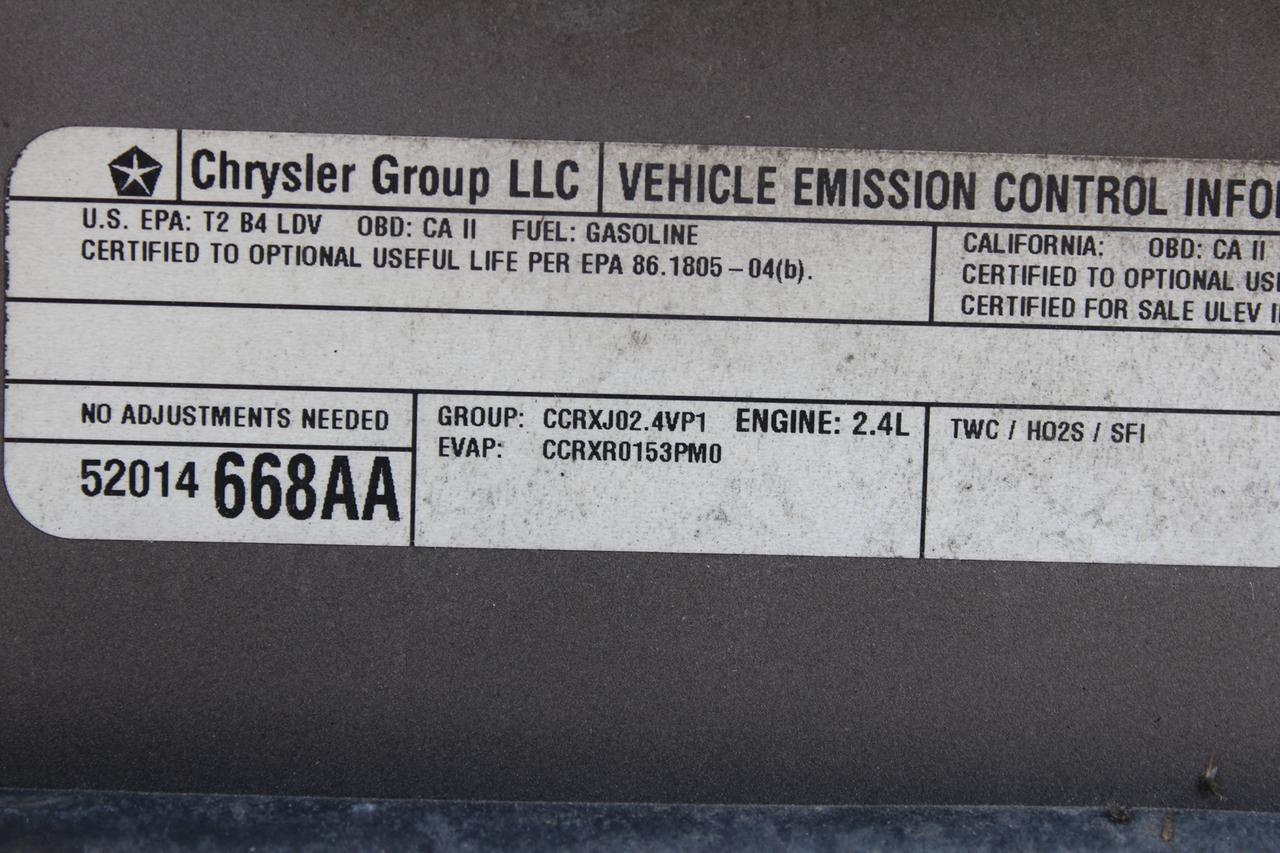 Chrysler Group LLC
VEHICLE EMISSION CONTROL
U.S. EPA: T2 B4 LDV OBD: CA II FUEL: GASOLINE
CERTIFIED TO OPTIONAL USEFUL LIFE PER EPA 86.1805 – 04(b).
CALIFORNIA: OBD: CA II
CERTIFIED TO OPTIONAL
CERTIFIED FOR SALE ULEV
NO ADJUSTMENTS NEEDED
52014 668AA
GROUP: CCRXJ02.4VP1 ENGINE: 2.4L
EVAP: CCRXR0153PM0
TWC / HO2S / SFI